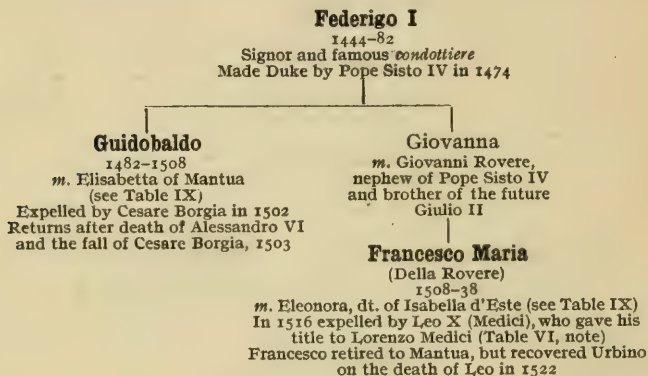 Federigo I
1444–82
Signor and famous condottiere
Made Duke by Pope Sisto IV in 1474
Guidobaldo
1482–1508
m. Elisabetta of Mantua
(see Table IX)
Expelled by Cesare Borgia in 1502
Returns after death of Alessandro VI
and the fall of Cesare Borgia, 1503
Giovanna
m. Giovanni Rovere,
nephew of Pope Sisto IV
and brother of the future
Giulio II
Francesco Maria
(Della Rovere)
1508–38
m. Eleonora, dt. of Isabella d'Este (see Table IX)
In 1516 expelled by Leo X (Medici), who gave his
title to Lorenzo Medici (Table VI, note)
Francesco retired to Mantua, but recovered Urbino
on the death of Leo in 1522